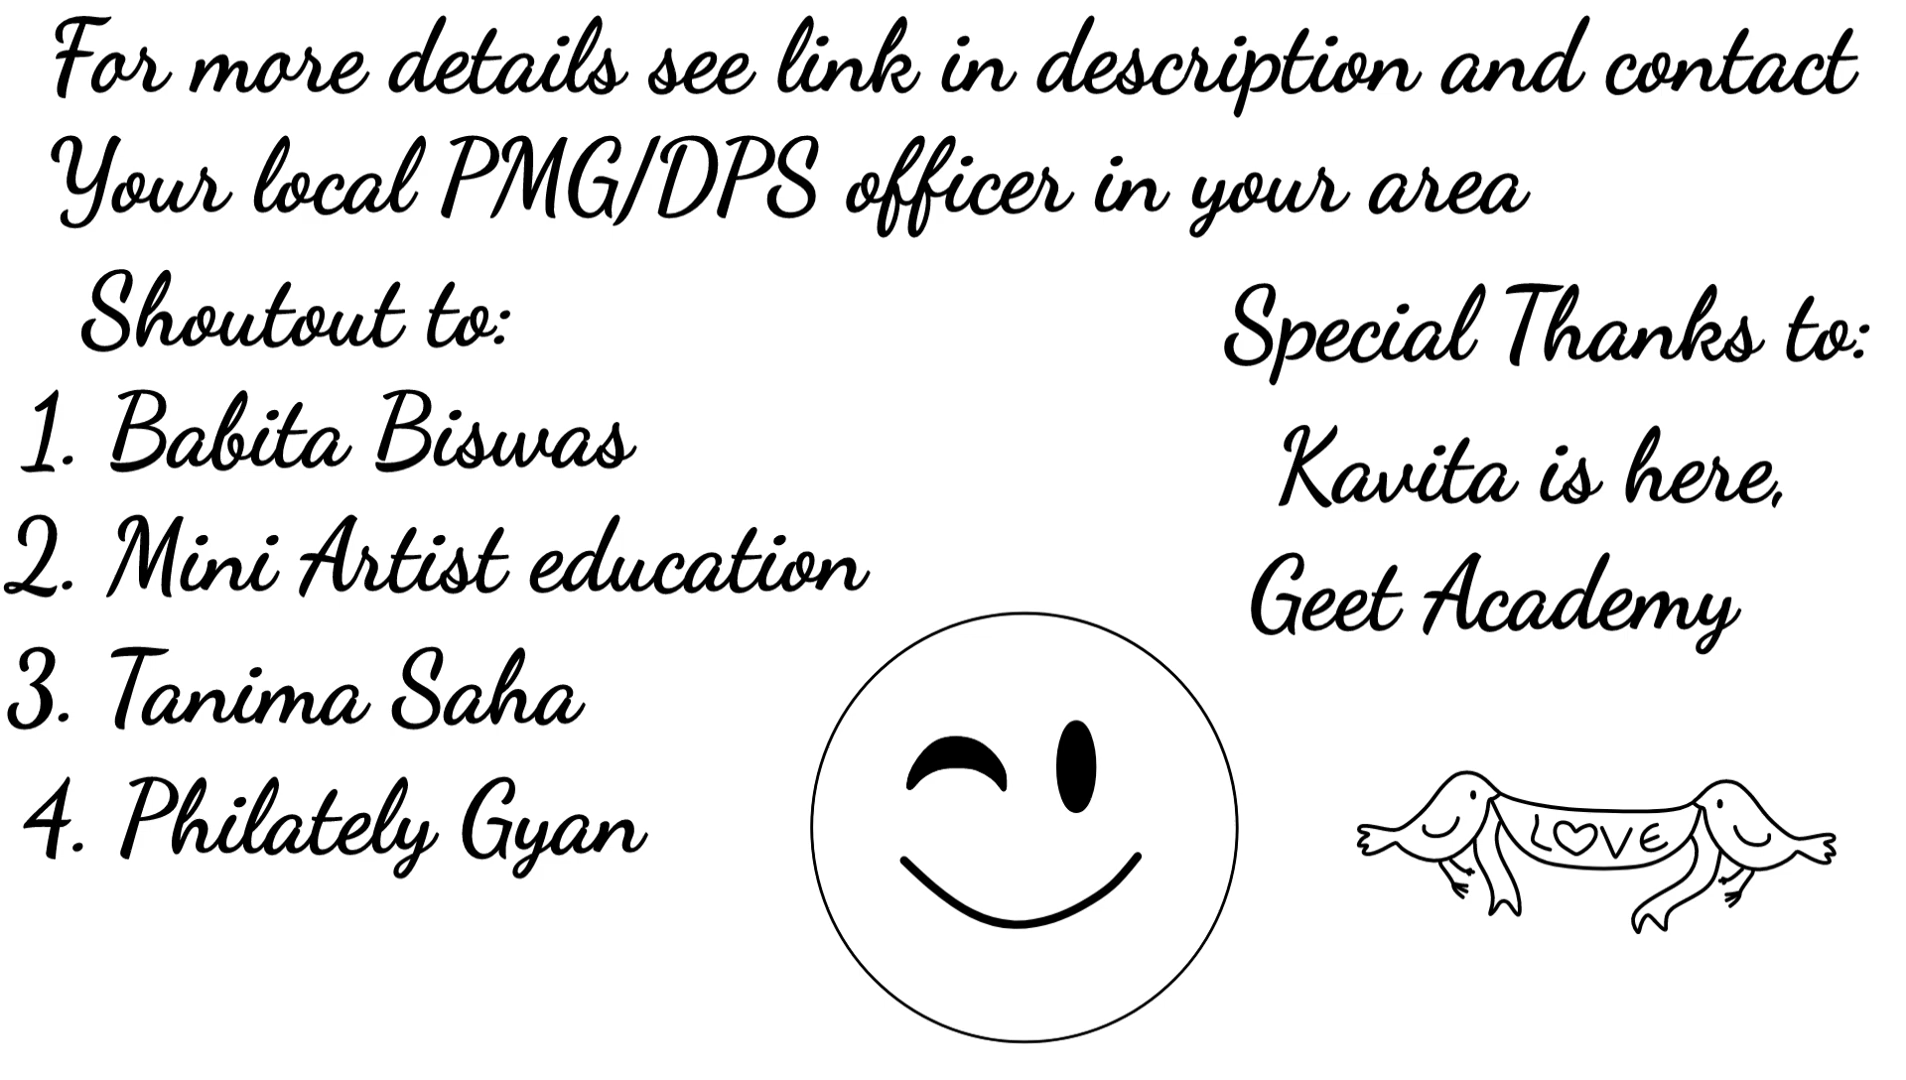 For more details see link in description and contact
Your local PMG/DPS officer in your area
Shoutout to:
1. Babita Biswas
2. Mini Artist education
3. Tanima Saha
4. Philately Gyan
Special Thanks to:
Kavita is here,
Geet Academy
LOVE